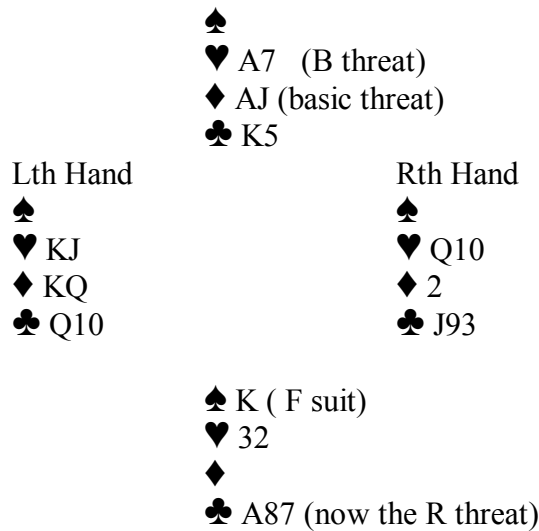 ♠
♥ A7 (B threat)
♦ AJ (basic threat)
♣ K5
Lth Hand Rth Hand
♠ ♠
♥ KJ ♥ Q10
♦ KQ ♦ 2
♣ Q10 ♣ J93
♠ K ( F suit)
♥ 32
♦
♣ A87 (now the R threat)